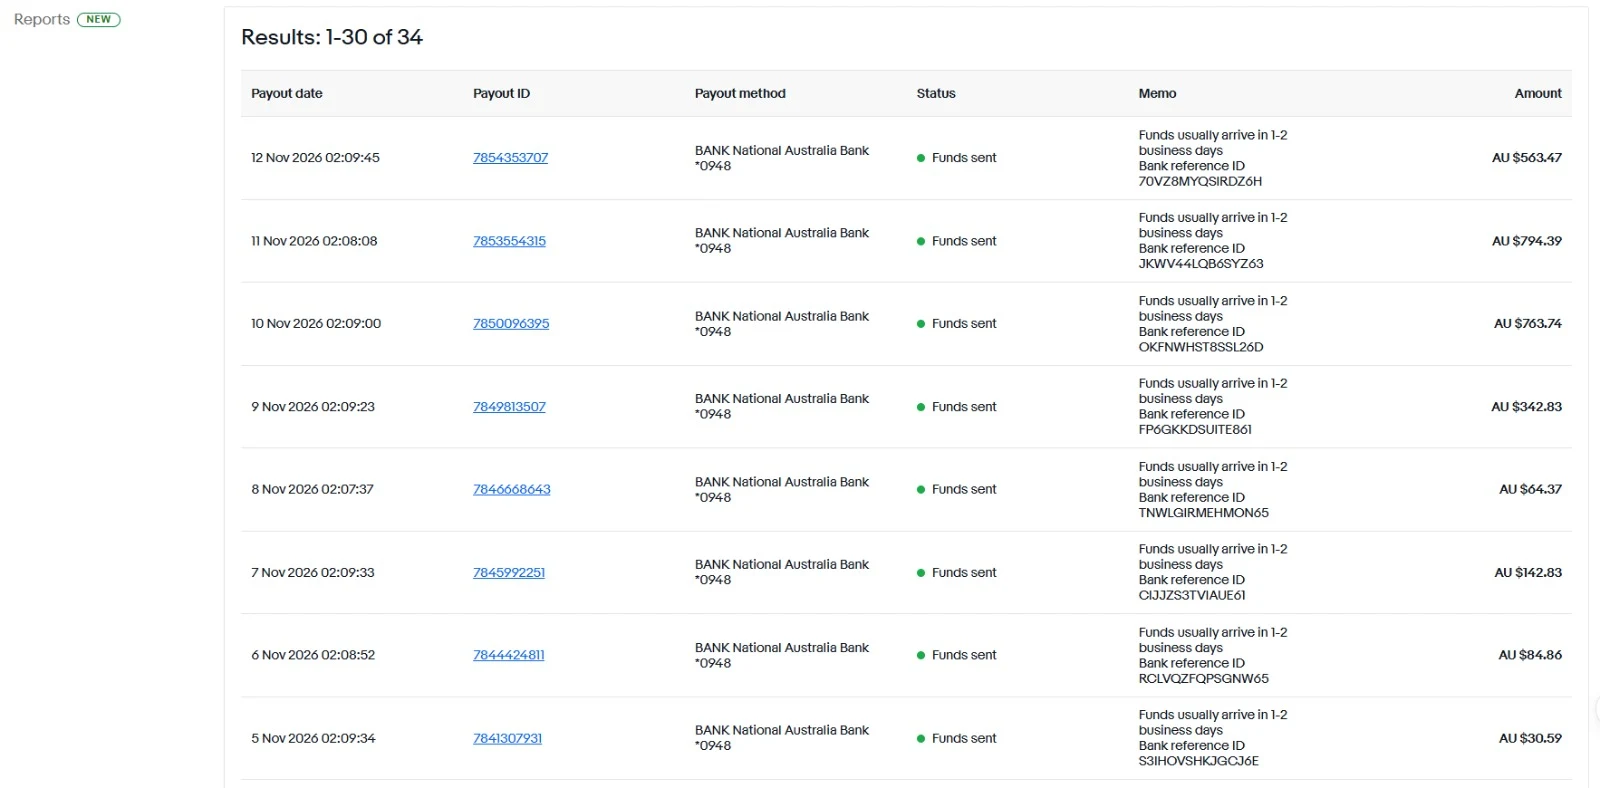 Reports NEW
Results: 1-30 of 34
Payout date Payout ID Payout method Status Memo Amount
12 Nov 2026 02:09:45 7854353707 BANK National Australia Bank *0948 Funds sent Funds usually arrive in 1-2 business days Bank reference ID 70VZ8MYQSIRDZ6H AU $563.47
11 Nov 2026 02:08:08 7853554315 BANK National Australia Bank *0948 Funds sent Funds usually arrive in 1-2 business days Bank reference ID JKWV44LQB6SYZ63 AU $794.39
10 Nov 2026 02:09:00 7850096395 BANK National Australia Bank *0948 Funds sent Funds usually arrive in 1-2 business days Bank reference ID OKFNWHST8SSL26D AU $763.74
9 Nov 2026 02:09:23 7849813507 BANK National Australia Bank *0948 Funds sent Funds usually arrive in 1-2 business days Bank reference ID FP6GKKDSUITE861 AU $342.83
8 Nov 2026 02:07:37 7846668643 BANK National Australia Bank *0948 Funds sent Funds usually arrive in 1-2 business days Bank reference ID TNWLGIRMEHMON65 AU $64.37
7 Nov 2026 02:09:33 7845992251 BANK National Australia Bank *0948 Funds sent Funds usually arrive in 1-2 business days Bank reference ID CIJJZS3TVIAUE61 AU $142.83
6 Nov 2026 02:08:52 7844424811 BANK National Australia Bank *0948 Funds sent Funds usually arrive in 1-2 business days Bank reference ID RCLVQZFQPSGNW65 AU $84.86
5 Nov 2026 02:09:34 7841307931 BANK National Australia Bank *0948 Funds sent Funds usually arrive in 1-2 business days Bank reference ID S3IHOVSHKJGCJ6E AU $30.59